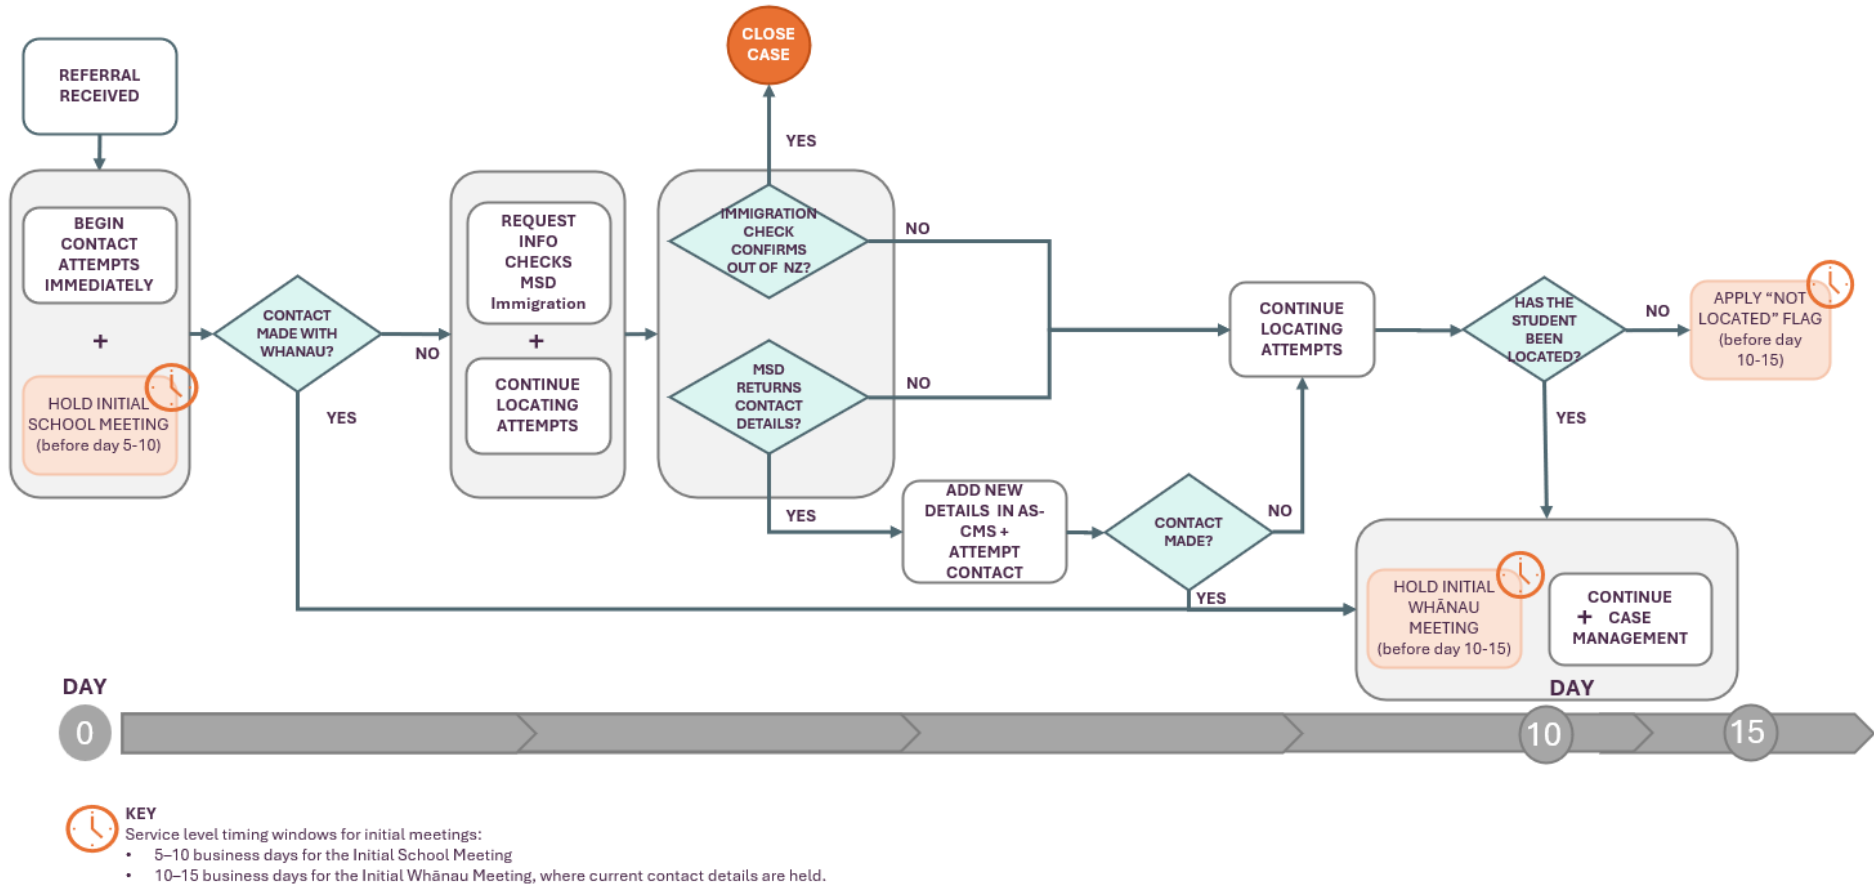 CLOSE
CASE
REFERRAL
RECEIVED
YES
BEGIN
CONTACT
ATTEMPTS
IMMEDIATELY
+
HOLD INITIAL
SCHOOL MEETING
(before day 5-10)
CONTACT
MADE WITH
WHANAU?
NO
YES
REQUEST
INFO
CHECKS
MSD
Immigration
+
CONTINUE
LOCATING
ATTEMPTS
IMMIGRATION
CHECK
CONFIRMS
OUT OF NZ?
NO
MSD
RETURNS
CONTACT
DETAILS?
NO
YES
ADD NEW
DETAILS IN AS-
CMS +
ATTEMPT
CONTACT
CONTACT
MADE?
NO
YES
CONTINUE
LOCATING
ATTEMPTS
HAS THE
STUDENT
BEEN
LOCATED?
NO
YES
APPLY “NOT
LOCATED” FLAG
(before day
10-15)
HOLD INITIAL
WHĀNAU
MEETING
(before day 10-15)
+
CONTINUE
CASE
MANAGEMENT
DAY
0
DAY
10
15
KEY
Service level timing windows for initial meetings:
• 5–10 business days for the Initial School Meeting
• 10–15 business days for the Initial Whānau Meeting, where current contact details are held.